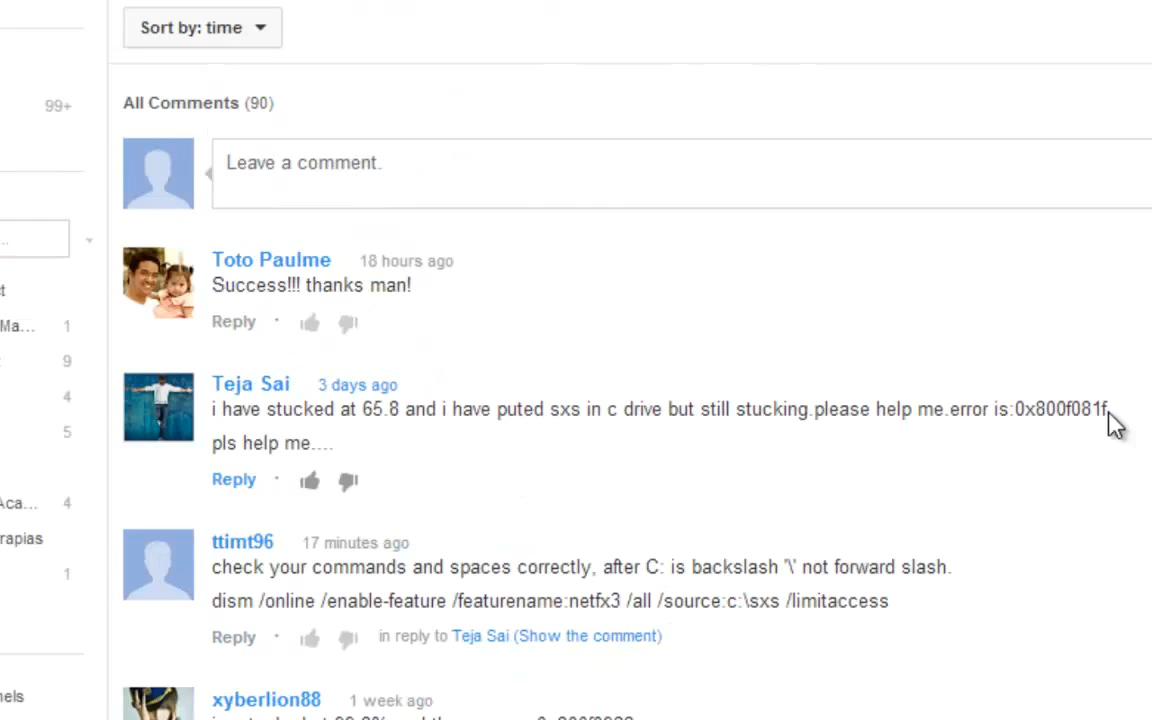 Sort by: time
99+
All Comments (90)
Leave a comment.
...
Toto Paulme 18 hours ago
Success!!! thanks man!
Reply ·
ct
Ma... 1
9
4
5
Teja Sai 3 days ago
i have stucked at 65.8 and i have puted sxs in c drive but still stucking.please help me.error is:0x800f081f
pls help me....
Reply ·
Aca... 4
rapias
1
ttimt96 17 minutes ago
check your commands and spaces correctly, after C: is backslash '\' not forward slash.
dism /online /enable-feature /featurename:netfx3 /all /source:c:\sxs /limitaccess
Reply · in reply to Teja Sai (Show the comment)
nels
xyberlion88 1 week ago